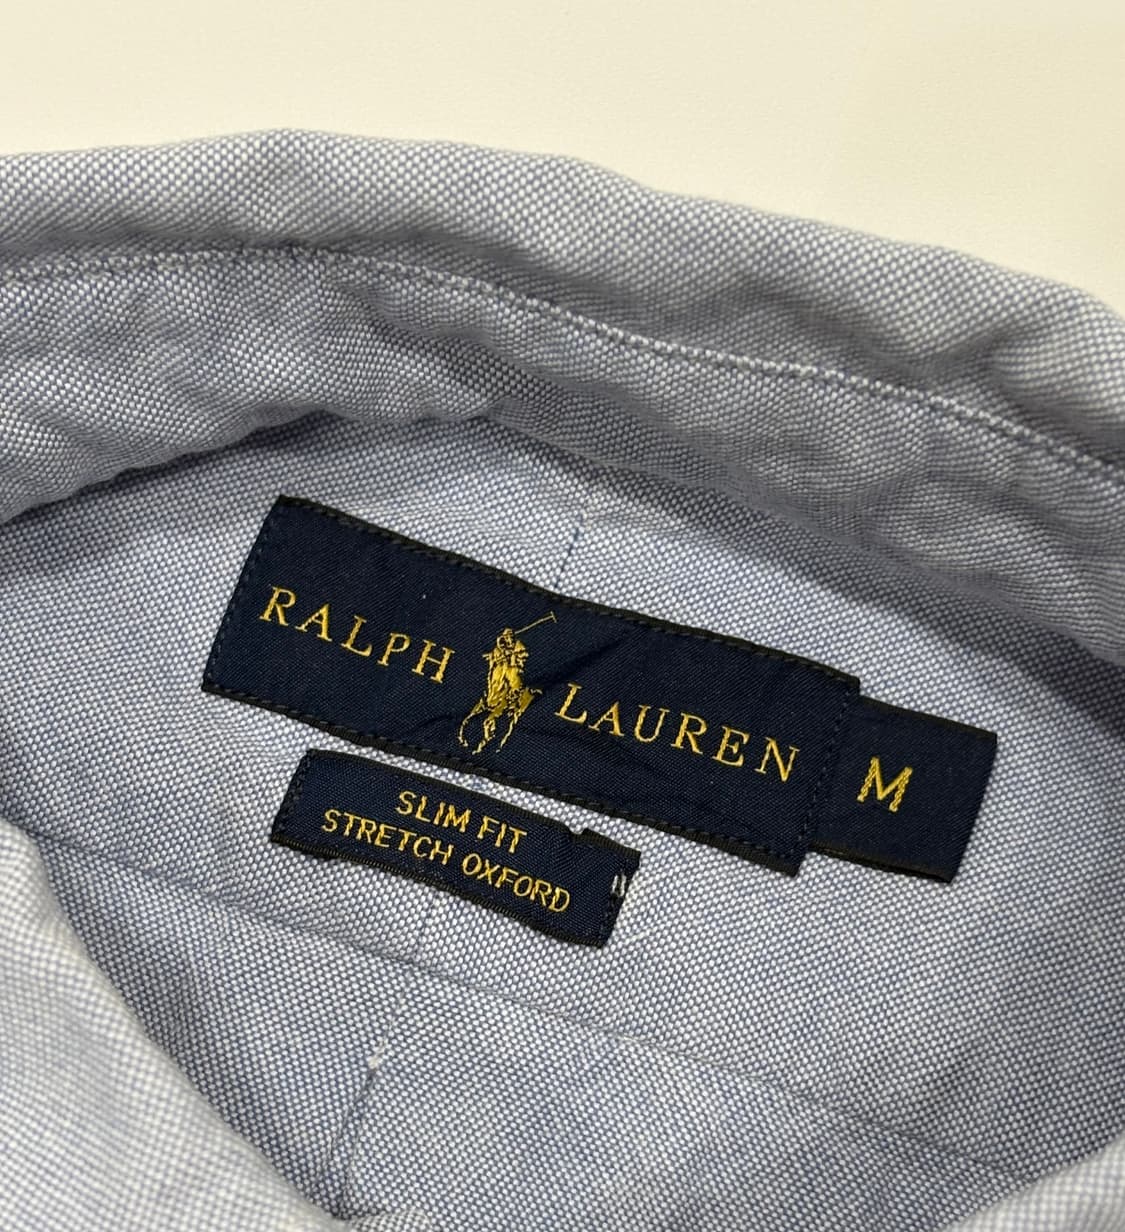 RALPH LAUREN
M
SLIM FIT
STRETCH OXFORD